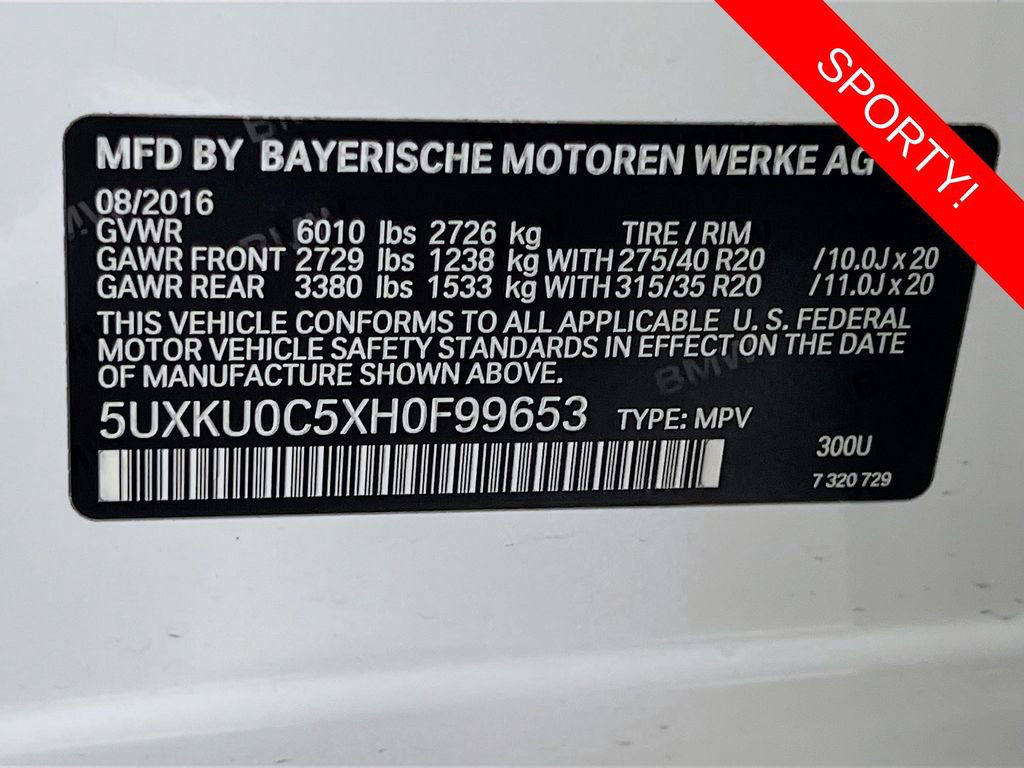 SPORTY!
MFD BY BAYERISCHE MOTOREN WERKE AG
08/2016
GVWR 6010 lbs 2726 kg TIRE / RIM
GAWR FRONT 2729 lbs 1238 kg WITH 275/40 R20 /10.0J x 20
GAWR REAR 3380 lbs 1533 kg WITH 315/35 R20 /11.0J x 20
THIS VEHICLE CONFORMS TO ALL APPLICABLE U. S. FEDERAL
MOTOR VEHICLE SAFETY STANDARDS IN EFFECT ON THE DATE
OF MANUFACTURE SHOWN ABOVE.
5UXKU0C5XH0F99653 TYPE: MPV
300U
7 320 729